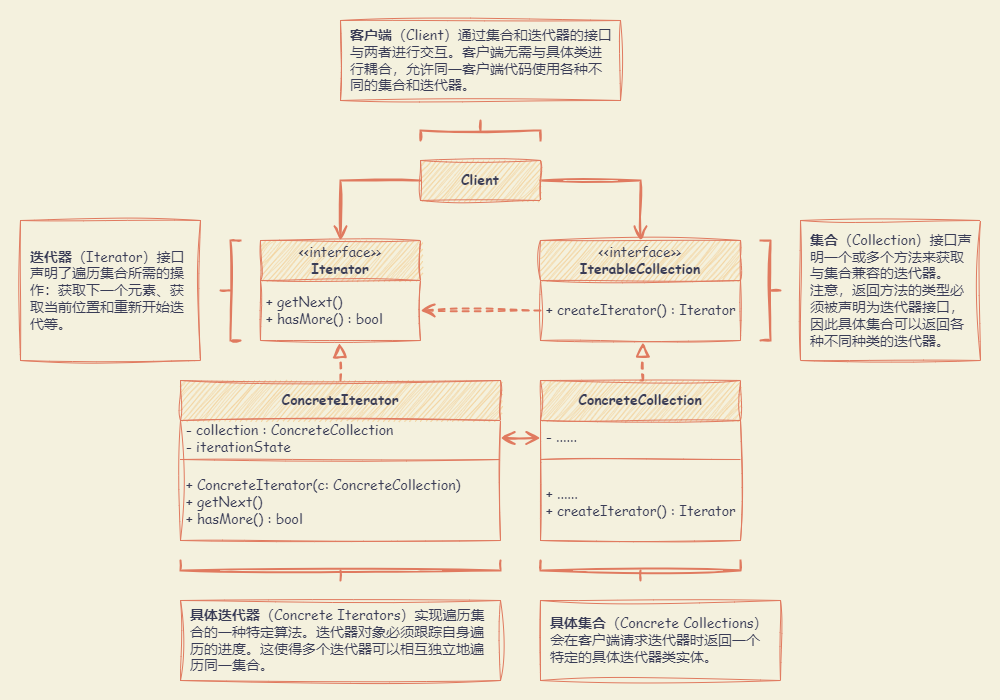 客户端（Client）通过集合和迭代器的接口
与两者进行交互。客户端无需与具体类进
行耦合，允许同一客户端代码使用各种不
同的集合和迭代器。
Client
迭代器（Iterator）接口
声明了遍历集合所需的操
作：获取下一个元素、获
取当前位置和重新开始迭
代等。
‹‹interface››
Iterator
+ getNext()
+ hasMore() : bool
‹‹interface››
IterableCollection
+ createIterator() : Iterator
集合（Collection）接口声
明一个或多个方法来获取
与集合兼容的迭代器。
注意，返回方法的类型必
须被声明为迭代器接口，
因此具体集合可以返回各
种不同种类的迭代器。
ConcreteIterator
- collection : ConcreteCollection
- iterationState
+ ConcreteIterator(c: ConcreteCollection)
+ getNext()
+ hasMore() : bool
ConcreteCollection
- ......
+ ......
+ createIterator() : Iterator
具体迭代器（Concrete Iterators）实现遍历集
合的一种特定算法。迭代器对象必须跟踪自身遍
历的进度。这使得多个迭代器可以相互独立地遍
历同一集合。
具体集合（Concrete Collections）
会在客户端请求迭代器时返回一个
特定的具体迭代器类实体。